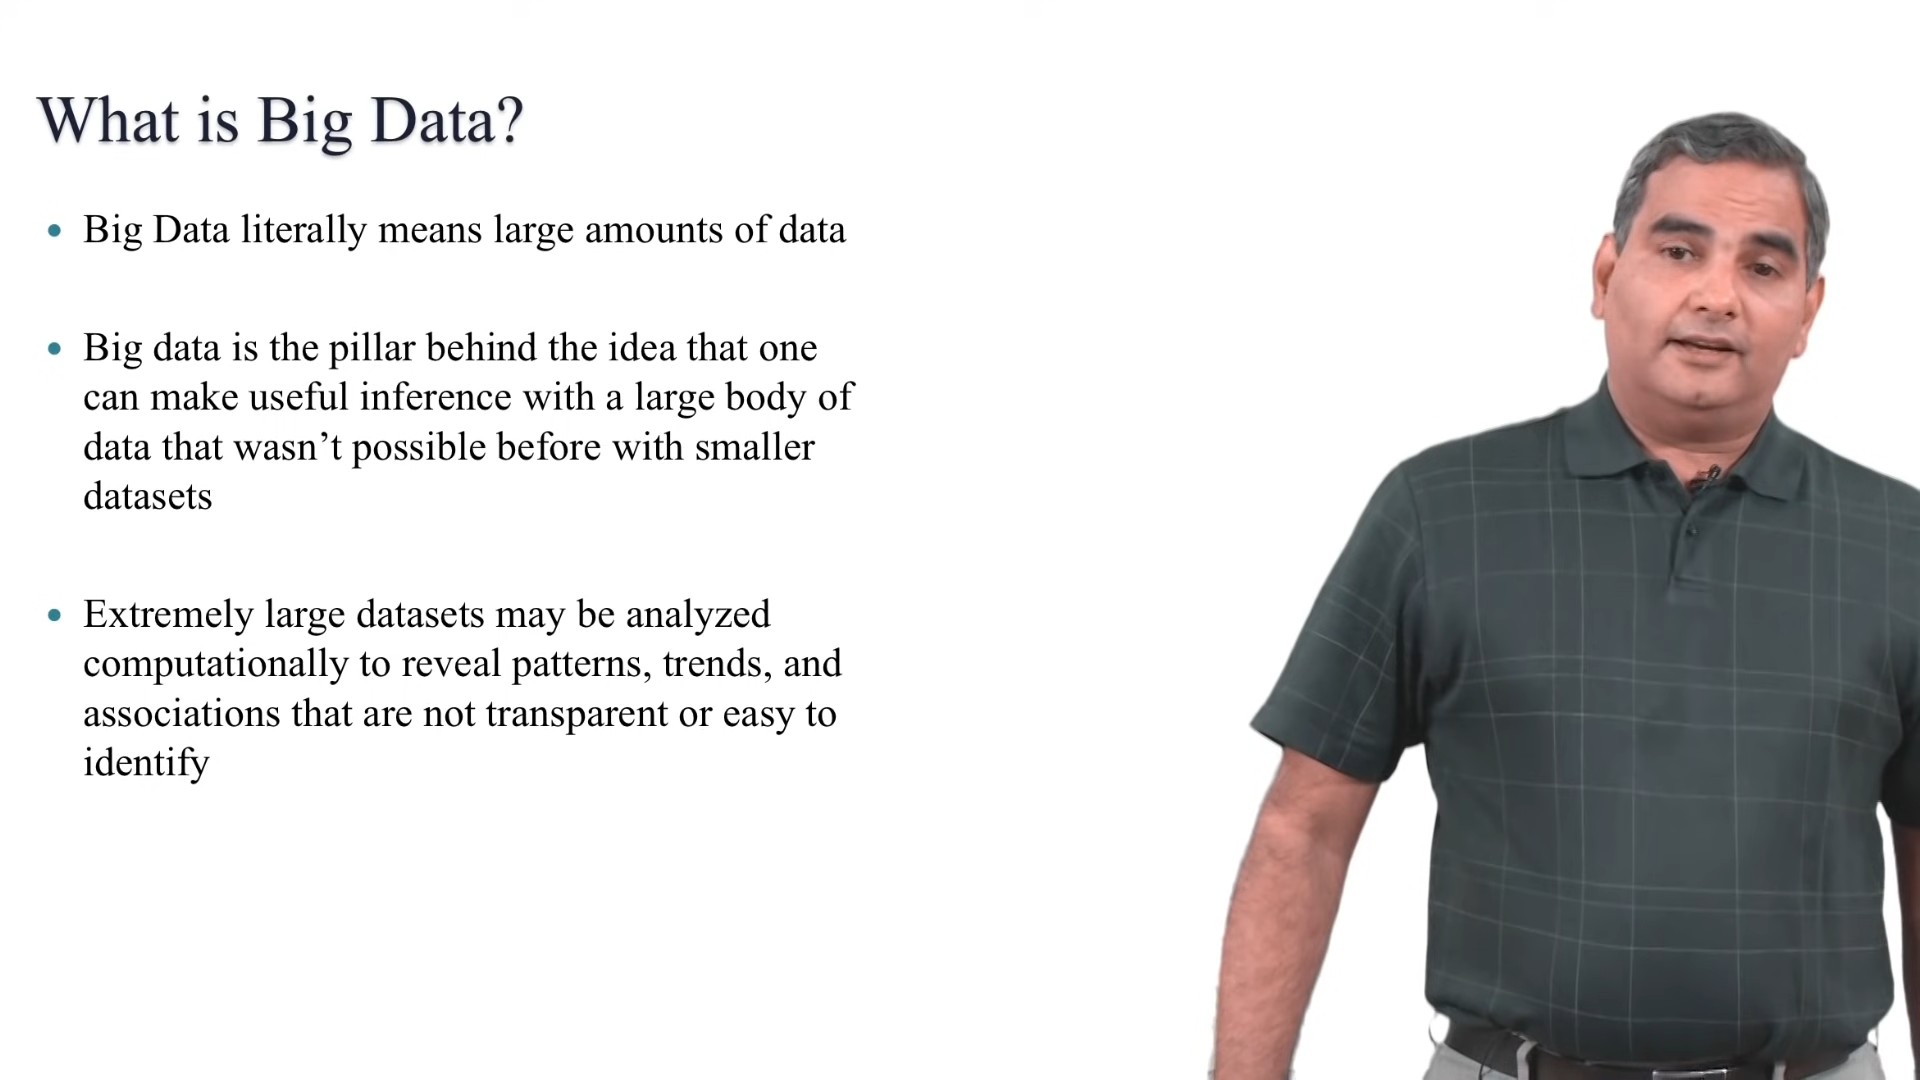 What is Big Data?
• Big Data literally means large amounts of data
• Big data is the pillar behind the idea that one
can make useful inference with a large body of
data that wasn’t possible before with smaller
datasets
• Extremely large datasets may be analyzed
computationally to reveal patterns, trends, and
associations that are not transparent or easy to
identify